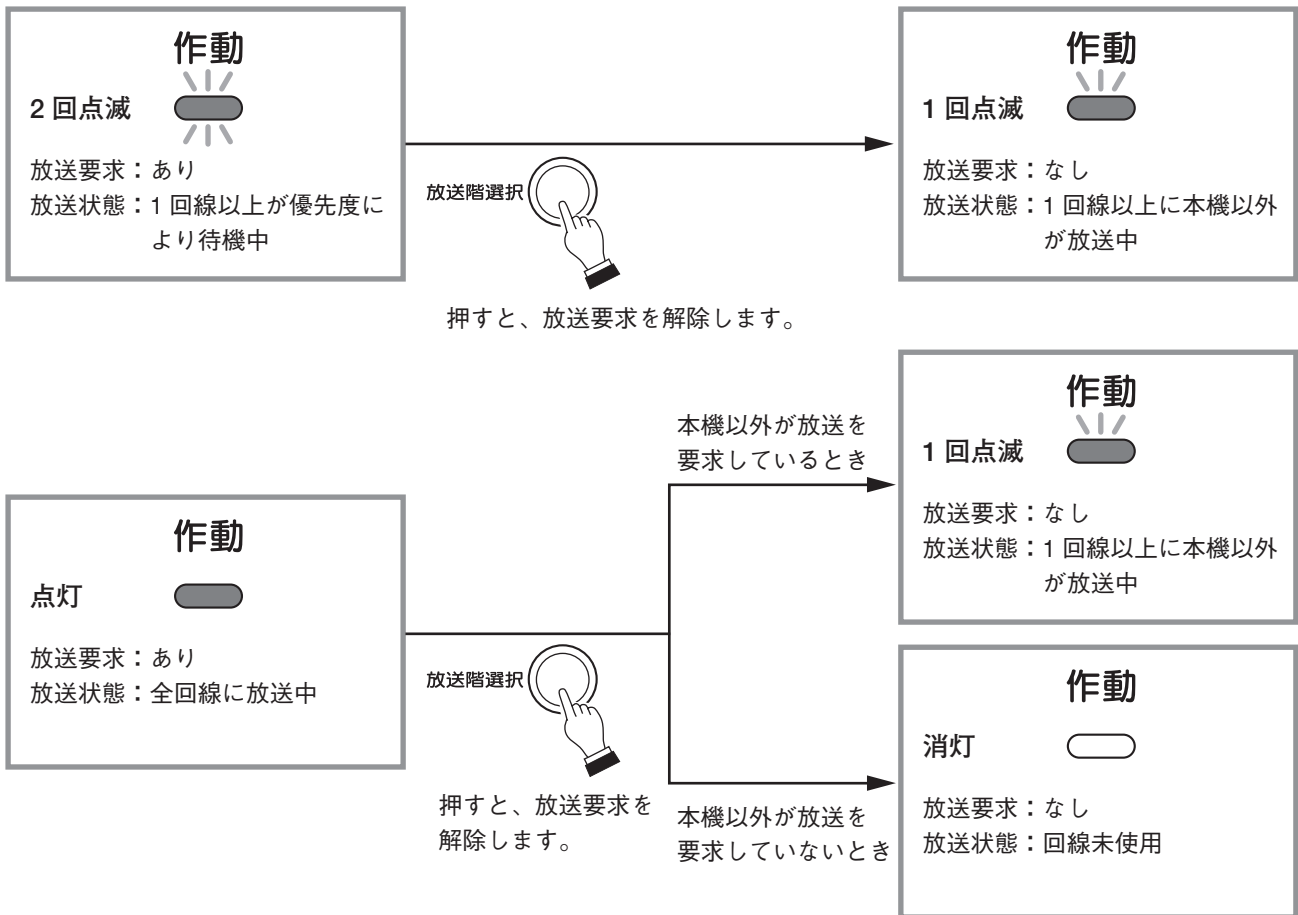 作動
2 回点滅
放送要求：あり
放送状態：1 回線以上が優先度に
より待機中
放送階選択
押すと、放送要求を解除します。
作動
1 回点滅
放送要求：なし
放送状態：1 回線以上に本機以外
が放送中
作動
点灯
放送要求：あり
放送状態：全回線に放送中
放送階選択
押すと、放送要求を
解除します。
本機以外が放送を
要求しているとき
作動
1 回点滅
放送要求：なし
放送状態：1 回線以上に本機以外
が放送中
本機以外が放送を
要求していないとき
作動
消灯
放送要求：なし
放送状態：回線未使用